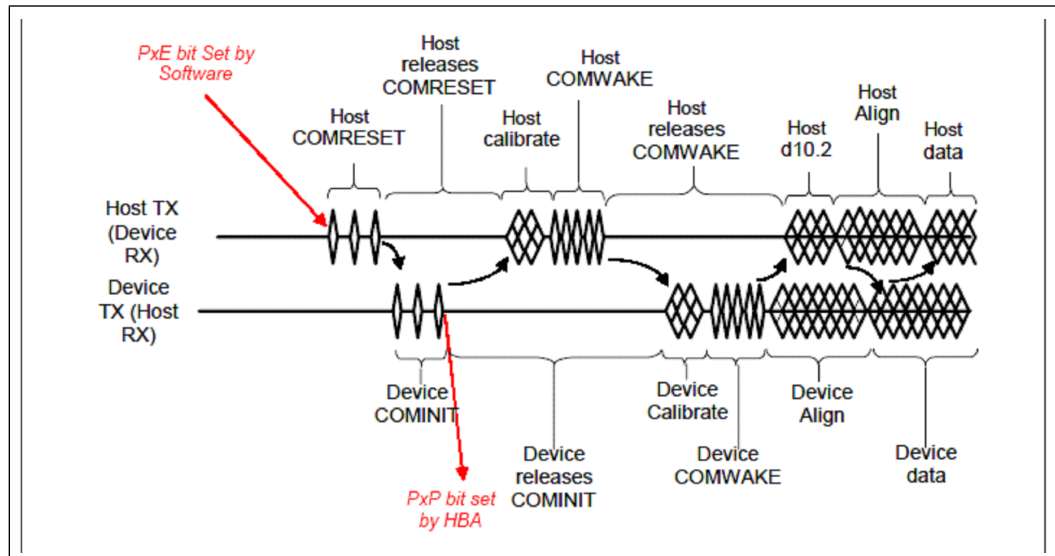 PxE bit Set by
Software
Host
releases
COMRESET
Host
COMWAKE
Host
COMRESET
Host
calibrate
Host
releases
COMWAKE
Host
d10.2
Host
Align
Host
data
Host TX
(Device
RX)
Device
TX (Host
RX)
Device
COMINIT
Device
releases
COMINIT
Device
Calibrate
Device
COMWAKE
Device
Align
Device
data
PxP bit set
by HBA